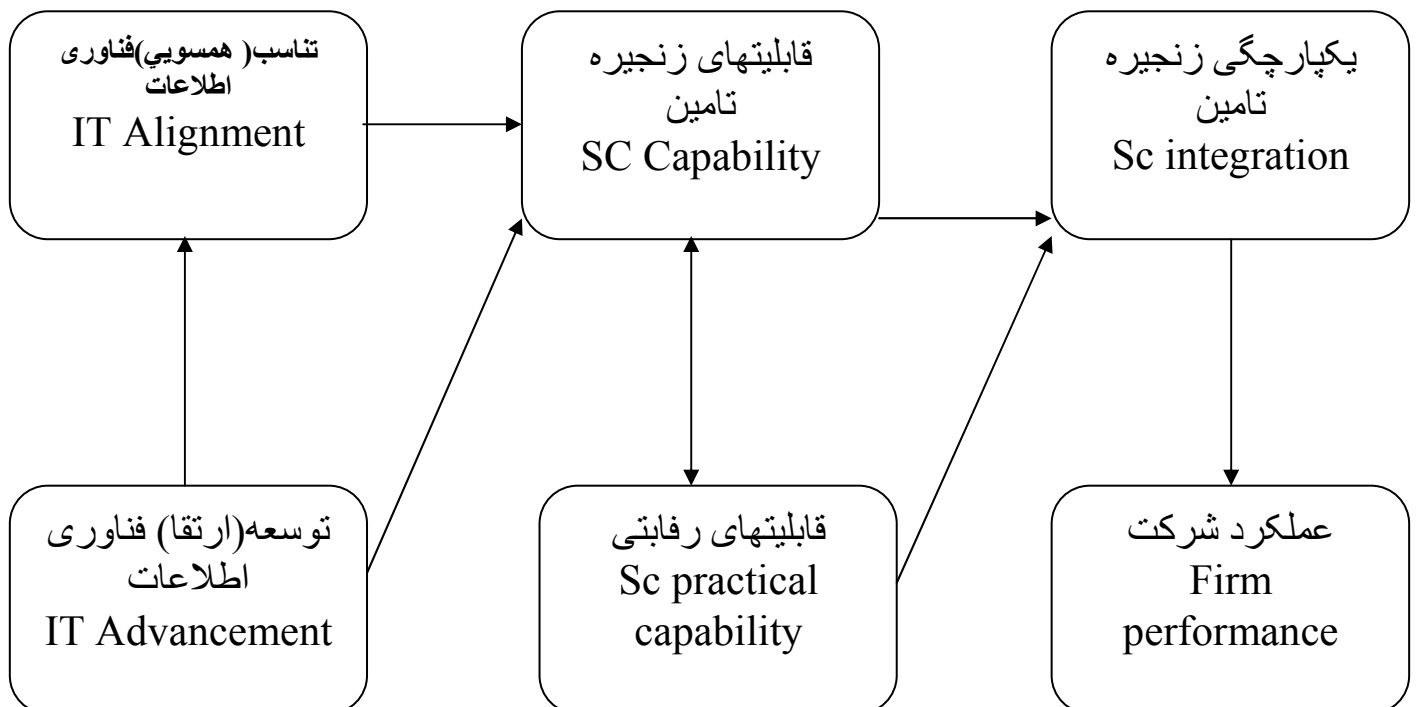 تناسب( همسويي)فناوری
اطلاعات
IT Alignment
قابلیتهای زنجیره
تامین
SC Capability
یکپارچگی زنجیره
تامین
Sc integration
توسعه(ارتقا) فناوری
اطلاعات
IT Advancement
قابلیتهای رفابتی
Sc practical
capability
عملکرد شرکت
Firm
performance